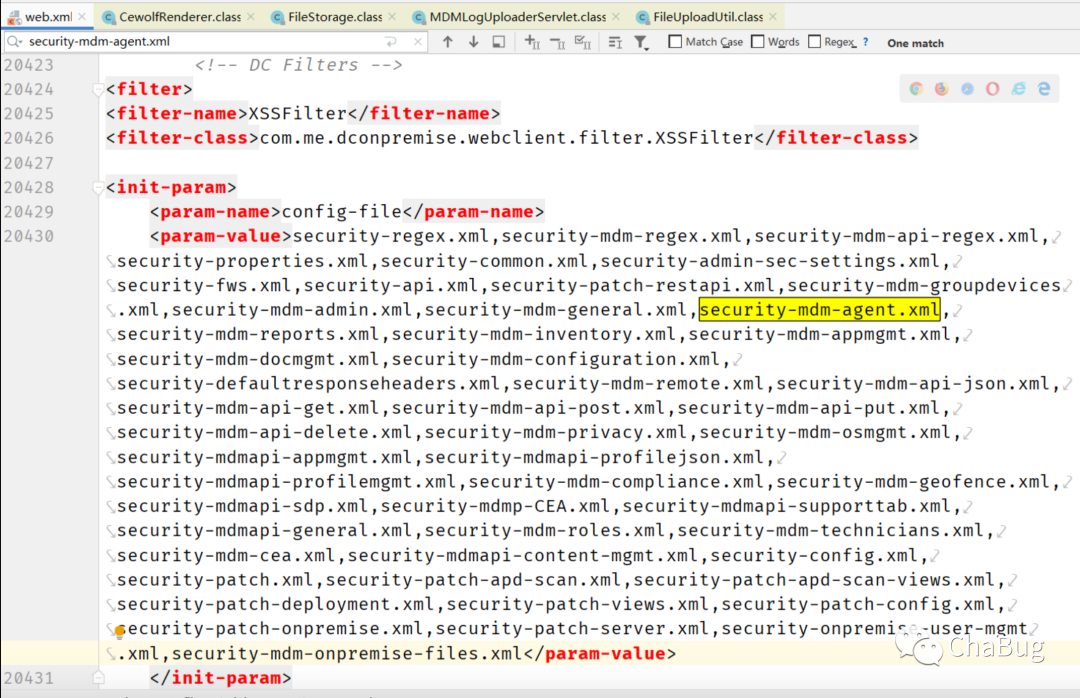 web.xml CewolfRenderer.class FileStorage.class MDMLogUploaderServlet.class FileUploadUtil.class
security-mdm-agent.xml Match Case Words Regex ? One match
20423 <!-- DC Filters -->
20424 <filter>
20425 <filter-name>XSSFilter</filter-name>
20426 <filter-class>com.me.dconpremise.webclient.filter.XSSFilter</filter-class>
20427
20428 <init-param>
20429 <param-name>config-file</param-name>
20430 <param-value>security-regex.xml,security-mdm-regex.xml,security-mdm-api-regex.xml,
security-properties.xml,security-common.xml,security-admin-sec-settings.xml,
security-fws.xml,security-api.xml,security-patch-restapi.xml,security-mdm-groupdevices
.xml,security-mdm-admin.xml,security-mdm-general.xml,security-mdm-agent.xml,
security-mdm-reports.xml,security-mdm-inventory.xml,security-mdm-appmgmt.xml,
security-mdm-docmgmt.xml,security-mdm-configuration.xml,
security-defaultresponseheaders.xml,security-mdm-remote.xml,security-mdm-api-json.xml,
security-mdm-api-get.xml,security-mdm-api-post.xml,security-mdm-api-put.xml,
security-mdm-api-delete.xml,security-mdm-privacy.xml,security-mdm-osmgmt.xml,
security-mdmapi-appmgmt.xml,security-mdmapi-profilejson.xml,
security-mdmapi-profilemgmt.xml,security-mdm-compliance.xml,security-mdm-geofence.xml,
security-mdmapi-sdp.xml,security-mdmp-CEA.xml,security-mdmapi-supporttab.xml,
security-mdmapi-general.xml,security-mdm-roles.xml,security-mdm-technicians.xml,
security-mdm-cea.xml,security-mdmapi-content-mgmt.xml,security-config.xml,
security-patch.xml,security-patch-apd-scan.xml,security-patch-apd-scan-views.xml,
security-patch-deployment.xml,security-patch-views.xml,security-patch-config.xml,
security-patch-onpremise.xml,security-patch-server.xml,security-onpremise-user-mgmt
.xml,security-mdm-onpremise-files.xml</param-value>
20431 </init-param>
ChaBug